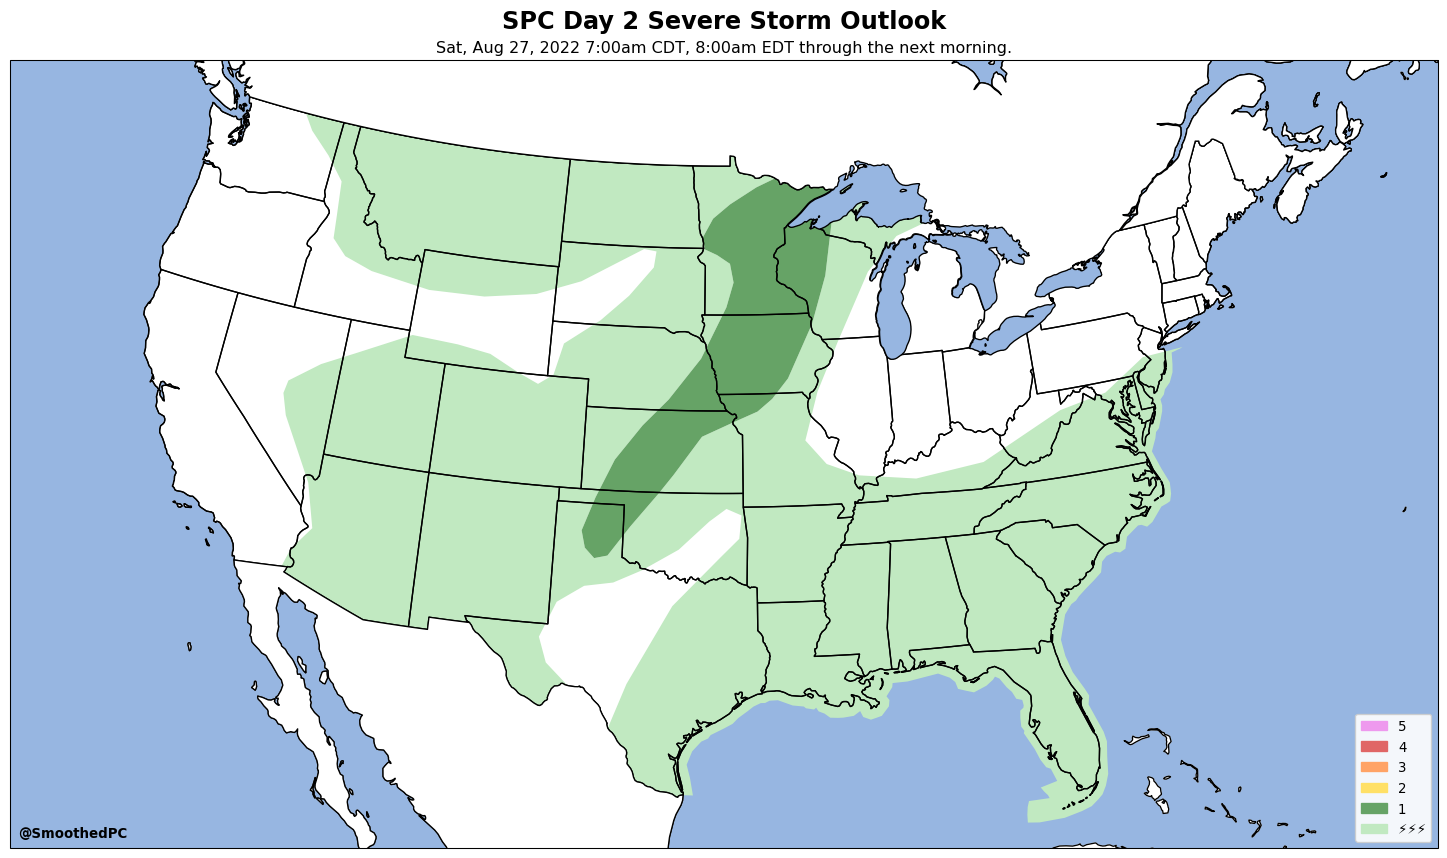 SPC Day 2 Severe Storm Outlook
Sat, Aug 27, 2022 7:00am CDT, 8:00am EDT through the next morning.
5
4
3
2
1
⚡⚡⚡
@SmoothedPC